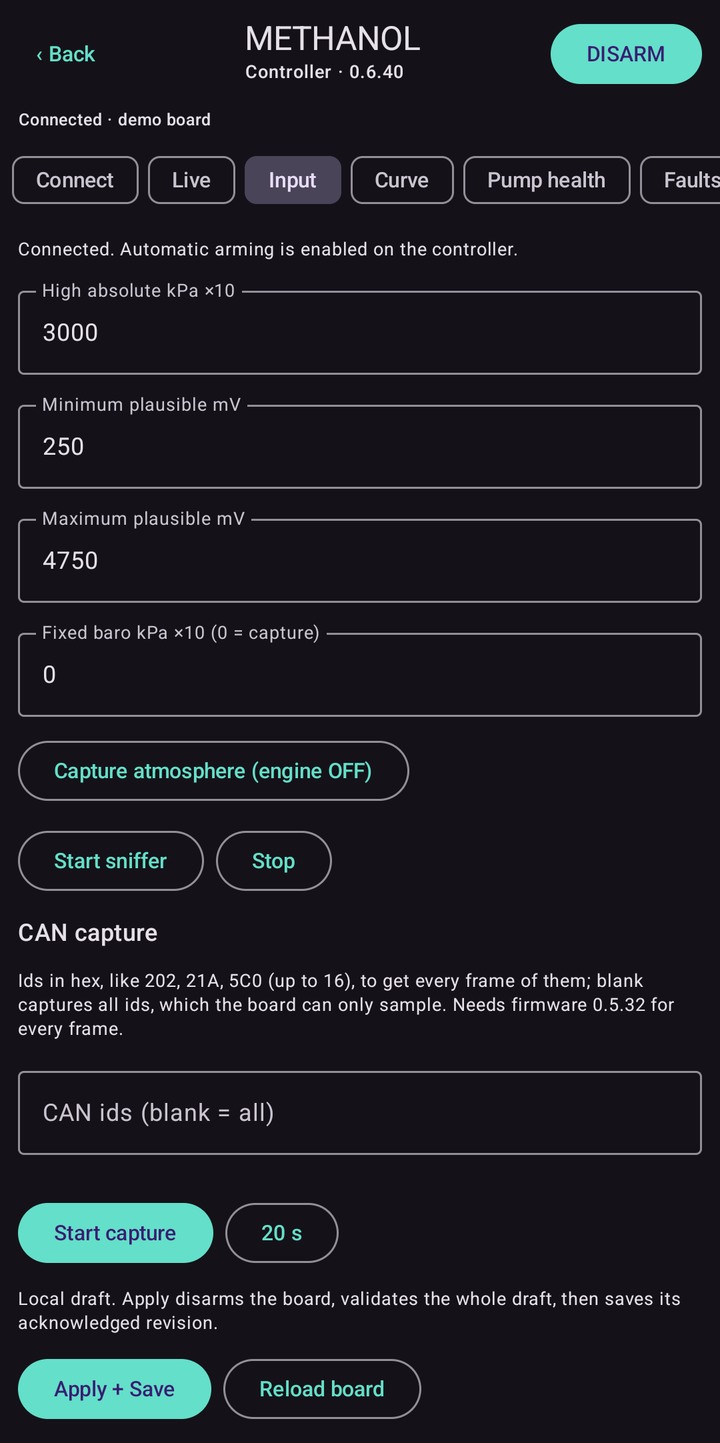 ‹ Back
METHANOL
Controller · 0.6.40
DISARM
Connected · demo board
Connect
Live
Input
Curve
Pump health
Faults
Connected. Automatic arming is enabled on the controller.
High absolute kPa ×10
3000
Minimum plausible mV
250
Maximum plausible mV
4750
Fixed baro kPa ×10 (0 = capture)
0
Capture atmosphere (engine OFF)
Start sniffer
Stop
CAN capture
Ids in hex, like 202, 21A, 5C0 (up to 16), to get every frame of them; blank
captures all ids, which the board can only sample. Needs firmware 0.5.32 for
every frame.
CAN ids (blank = all)
Start capture
20 s
Local draft. Apply disarms the board, validates the whole draft, then saves its
acknowledged revision.
Apply + Save
Reload board